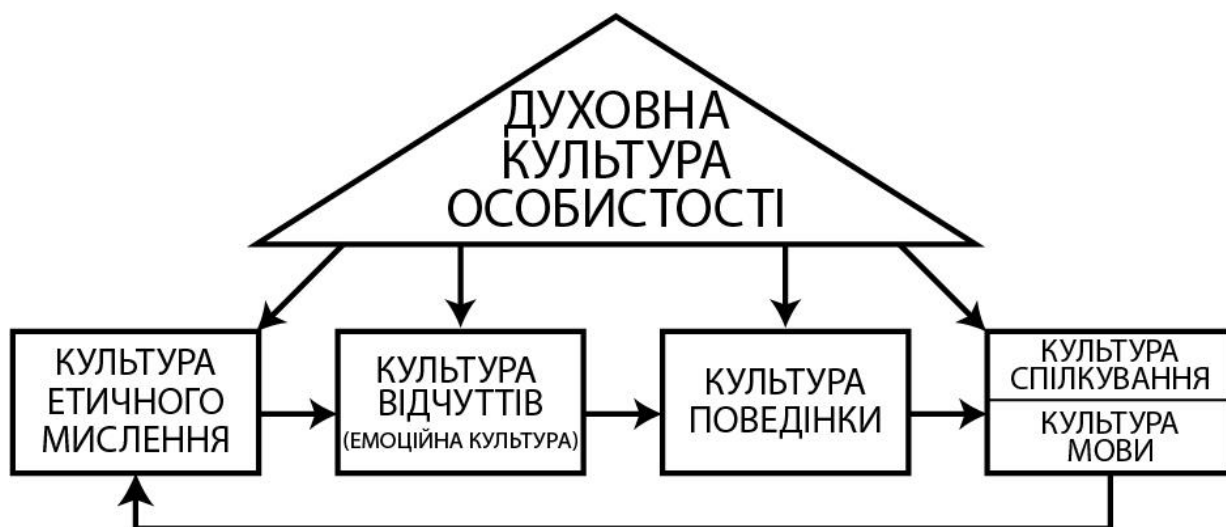 ДУХОВНА
КУЛЬТУРА
ОСОБИСТОСТІ
КУЛЬТУРА
ЕТИЧНОГО
МИСЛЕННЯ
КУЛЬТУРА
ВІДЧУТТІВ
(ЕМОЦІЙНА КУЛЬТУРА)
КУЛЬТУРА
ПОВЕДІНКИ
КУЛЬТУРА
СПІЛКУВАННЯ
КУЛЬТУРА
МОВИ